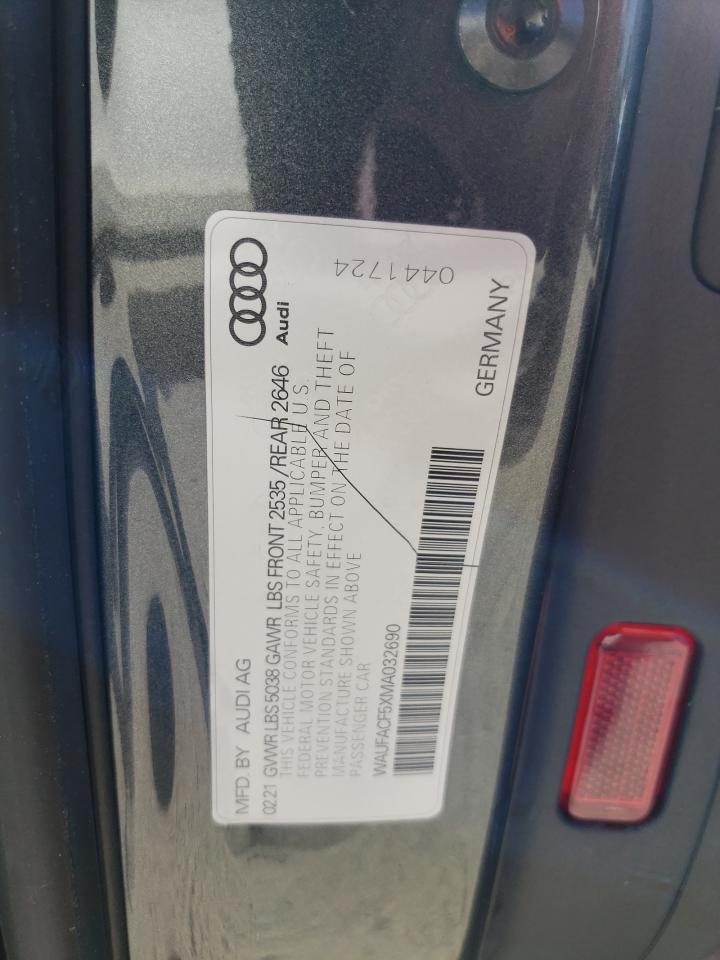 MFD. BY AUDI AG
Audi
02.21 GVWR LBS 5038 GAWR LBS FRONT 2535 /REAR 2646
THIS VEHICLE CONFORMS TO ALL APPLICABLE U.S.
FEDERAL MOTOR VEHICLE SAFETY, BUMPER AND THEFT
PREVENTION STANDARDS IN EFFECT ON THE DATE OF
MANUFACTURE SHOWN ABOVE
PASSENGER CAR
0441724
WAUFACF5XMA032690
GERMANY